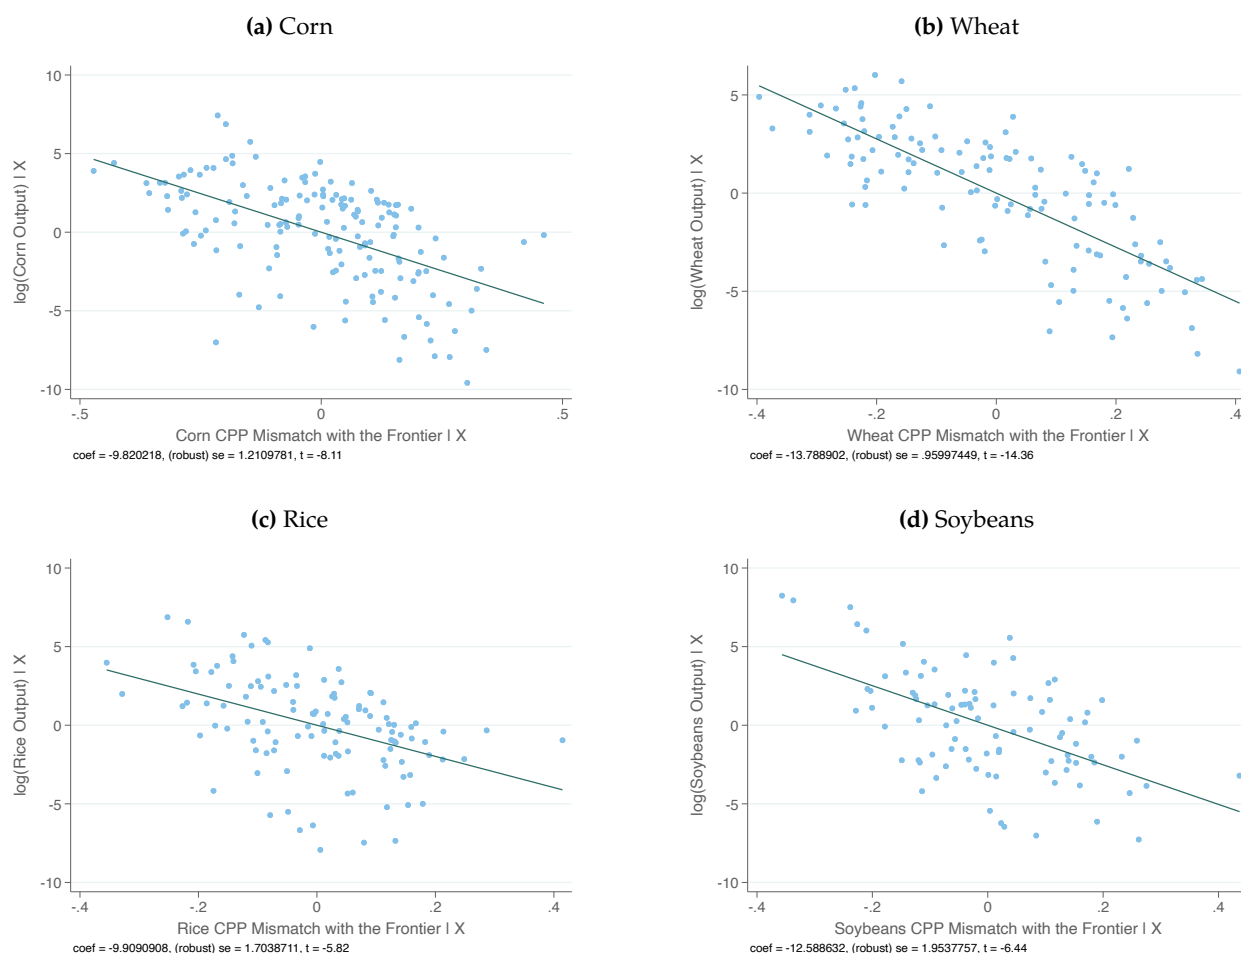 (a) Corn
10
5
0
-5
-10
log(Corn Output) | X
-.5
0
.5
Corn CPP Mismatch with the Frontier | X
coef = -9.820218, (robust) se = 1.2109781, t = -8.11
(b) Wheat
5
0
-5
-10
log(Wheat Output) | X
-.4
-.2
0
.2
.4
Wheat CPP Mismatch with the Frontier | X
coef = -13.788902, (robust) se = .95997449, t = -14.36
(c) Rice
10
5
0
-5
-10
log(Rice Output) | X
-.4
-.2
0
.2
.4
Rice CPP Mismatch with the Frontier | X
coef = -9.9090908, (robust) se = 1.7038711, t = -5.82
(d) Soybeans
10
5
0
-5
-10
log(Soybeans Output) | X
-.4
-.2
0
.2
.4
Soybeans CPP Mismatch with the Frontier | X
coef = -12.588632, (robust) se = 1.9537757, t = -6.44